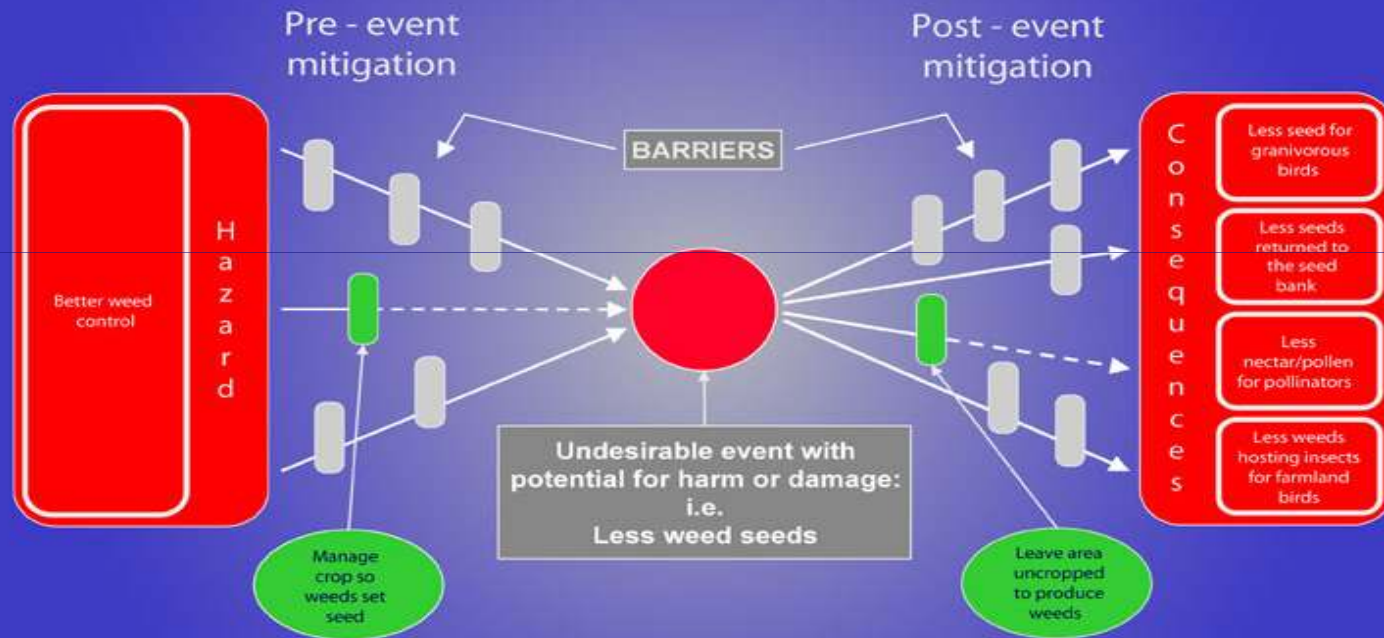 Pre - event
mitigation
Post - event
mitigation
BARRIERS
Better weed
control
Hazard
Undesirable event with
potential for harm or damage:
i.e.
Less weed seeds
Manage
crop so
weeds set
seed
Leave area
uncropped
to produce
weeds
Consequences
Less seed for
granivorous
birds
Less seeds
returned to
the seed
bank
Less
nectar/pollen
for pollinators
Less weeds
hosting insects
for farmland
birds